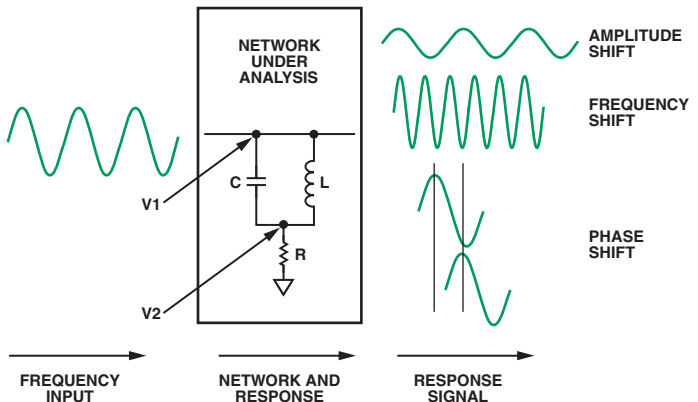 NETWORK
UNDER
ANALYSIS
AMPLITUDE
SHIFT
FREQUENCY
SHIFT
C
L
V1
R
PHASE
SHIFT
V2
FREQUENCY
INPUT
NETWORK AND
RESPONSE
RESPONSE
SIGNAL